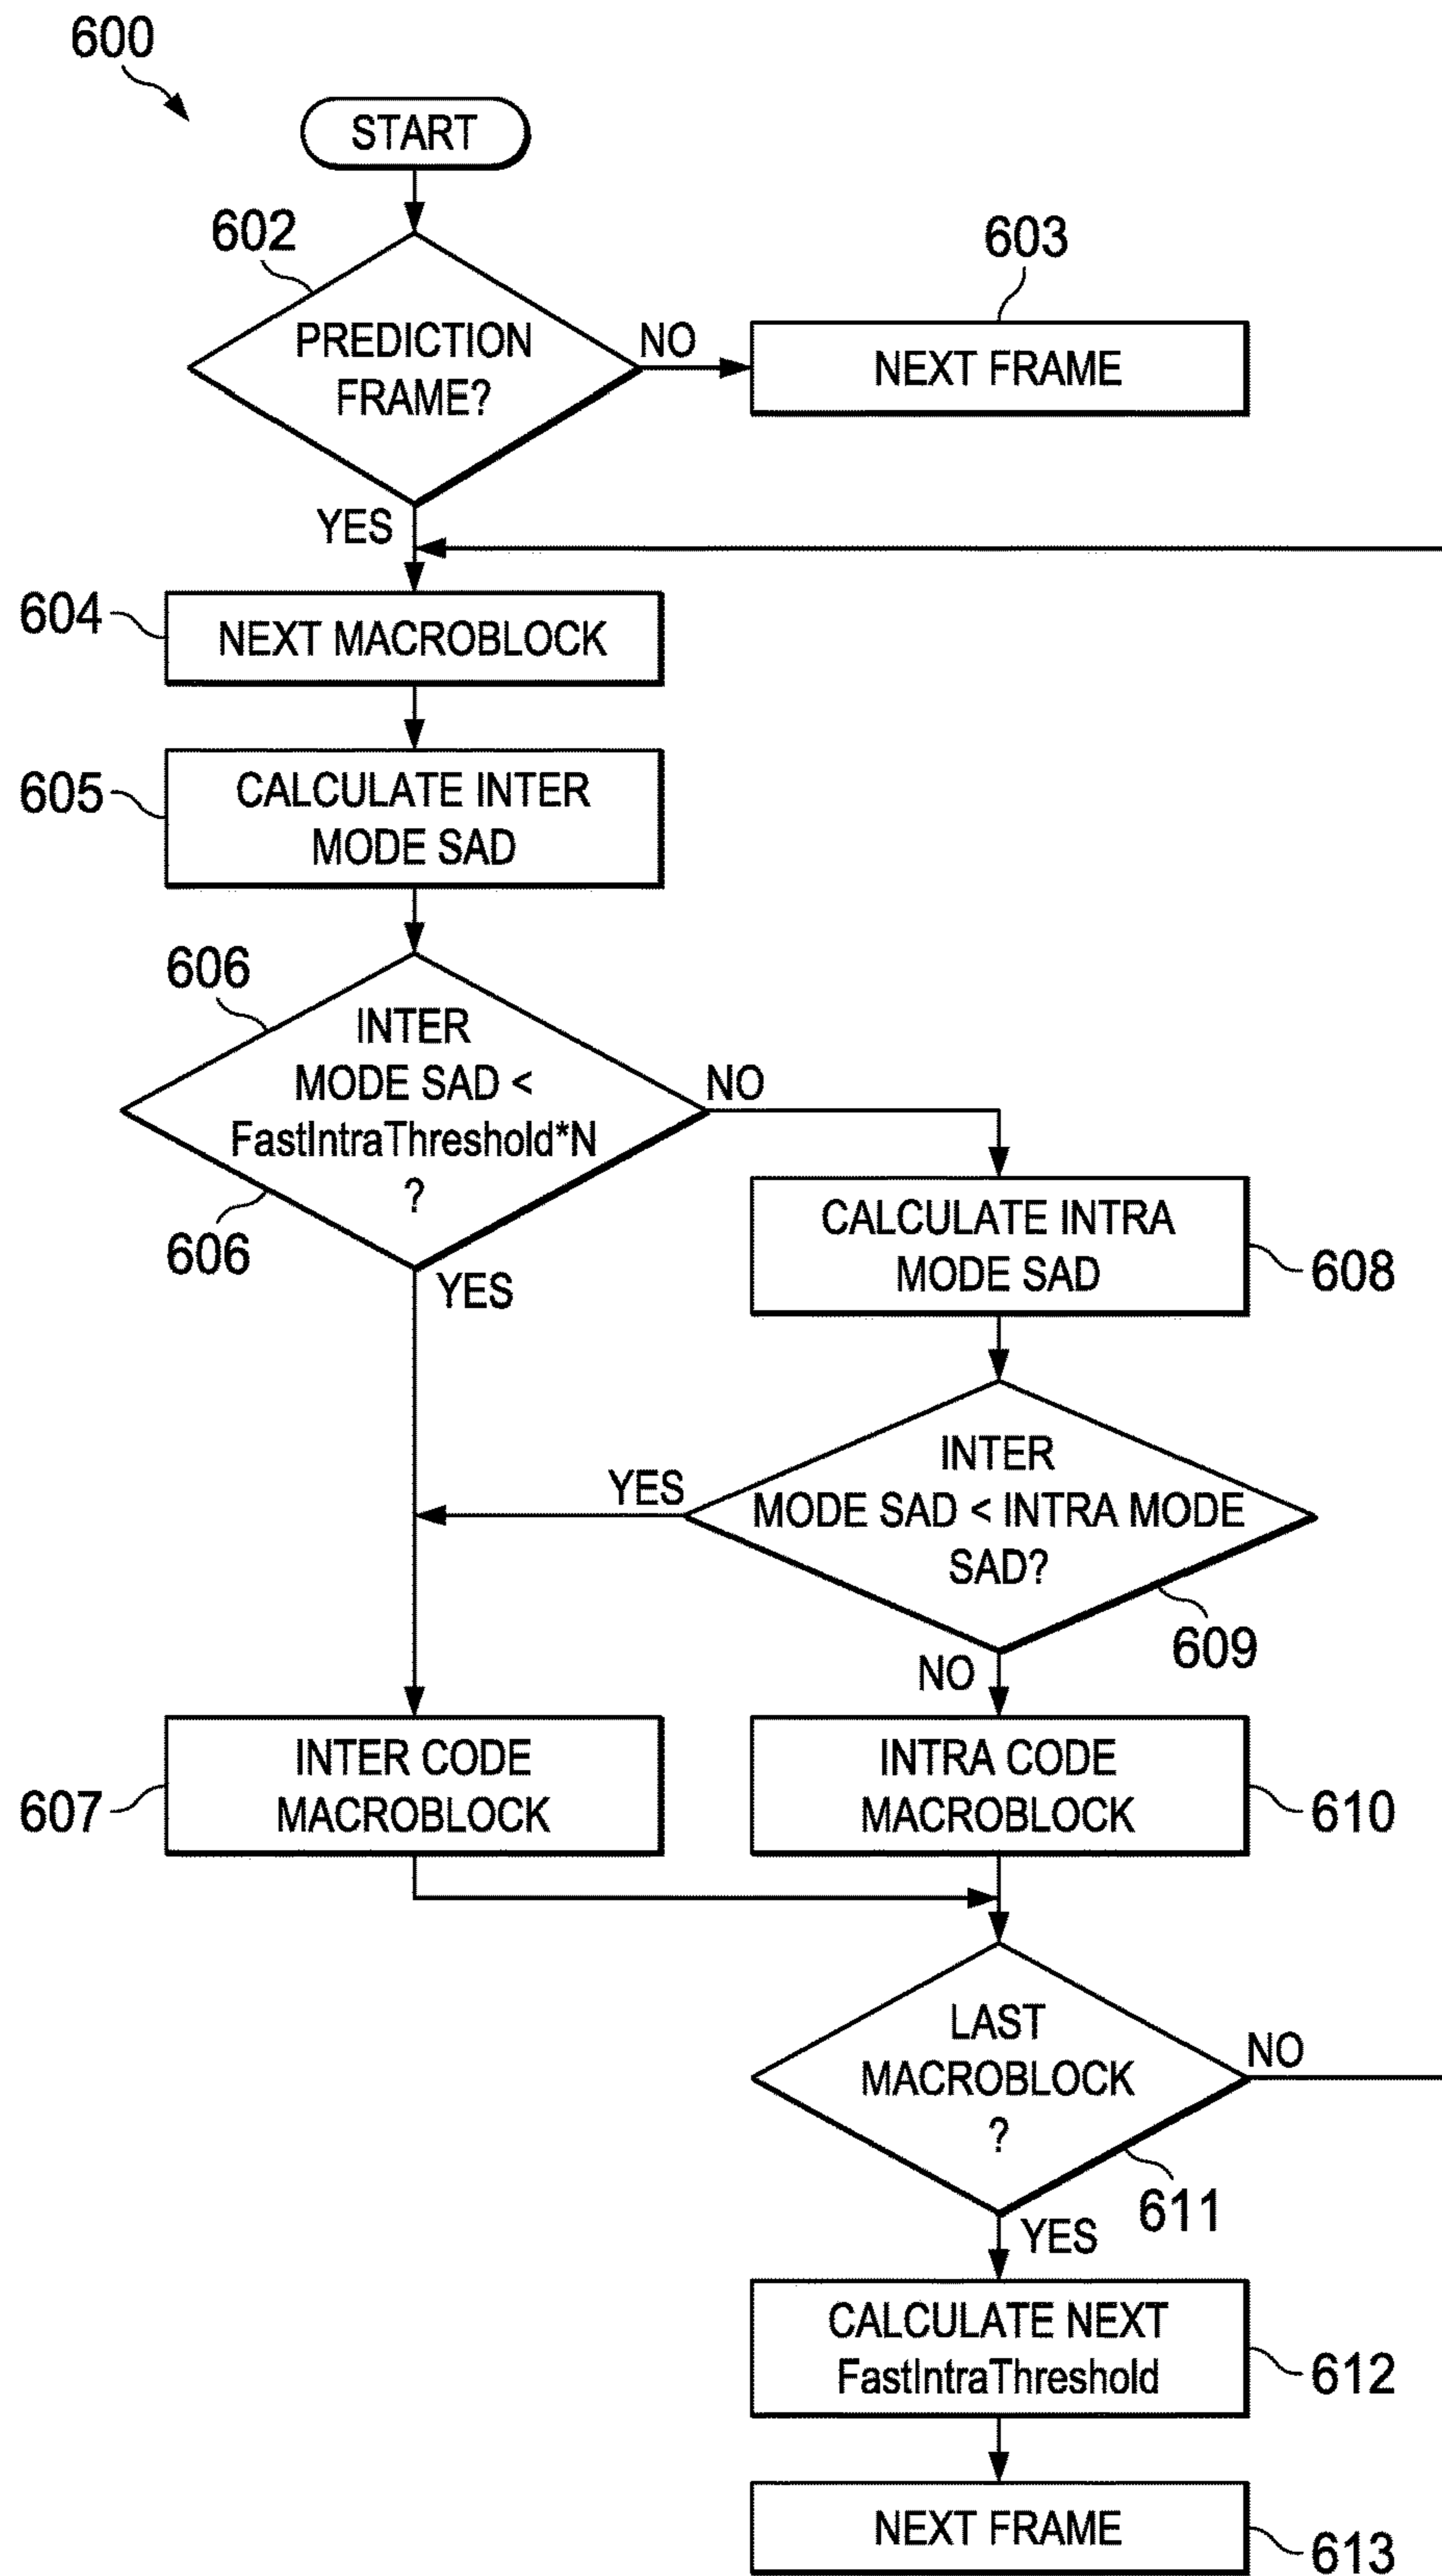 600
START
602
603
PREDICTION
FRAME?
NO
NEXT FRAME
YES
604
NEXT MACROBLOCK
605
CALCULATE INTER
MODE SAD
606
INTER
MODE SAD <
FastIntraThreshold*N
?
NO
606
YES
CALCULATE INTRA
MODE SAD
608
INTER
MODE SAD < INTRA MODE
SAD?
YES
609
NO
607
INTER CODE
MACROBLOCK
INTRA CODE
MACROBLOCK
610
LAST
MACROBLOCK
?
NO
611
YES
CALCULATE NEXT
FastIntraThreshold
612
NEXT FRAME
613